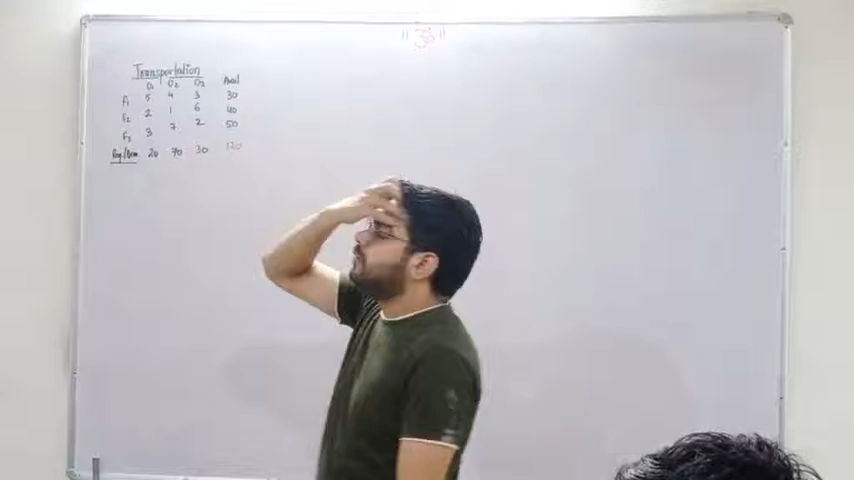 ॐ
Transportation
O₁ O₂ O₃ Avail
F₁ 5 4 3 30
F₂ 2 1 6 40
F₃ 3 7 2 50
Req/Dem 20 70 30 120